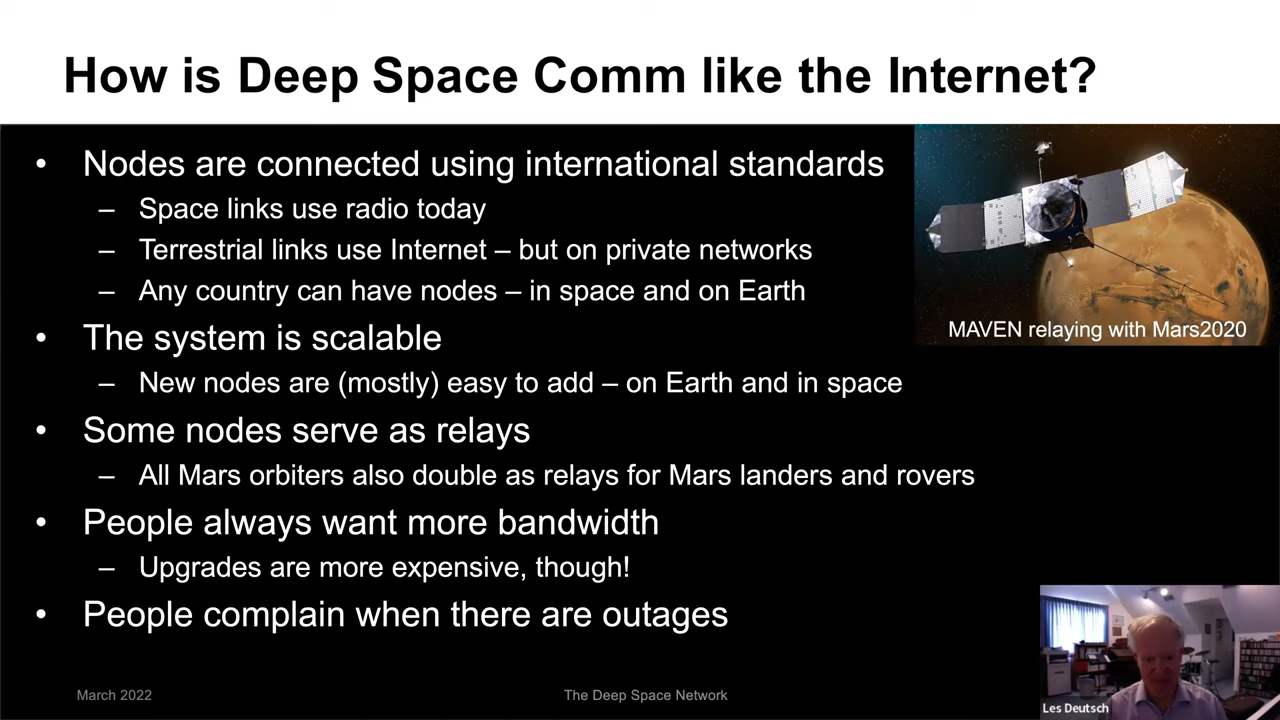 How is Deep Space Comm like the Internet?
• Nodes are connected using international standards
– Space links use radio today
– Terrestrial links use Internet – but on private networks
– Any country can have nodes – in space and on Earth
• The system is scalable
– New nodes are (mostly) easy to add – on Earth and in space
• Some nodes serve as relays
– All Mars orbiters also double as relays for Mars landers and rovers
• People always want more bandwidth
– Upgrades are more expensive, though!
• People complain when there are outages
MAVEN relaying with Mars2020
March 2022
The Deep Space Network
Les Deutsch